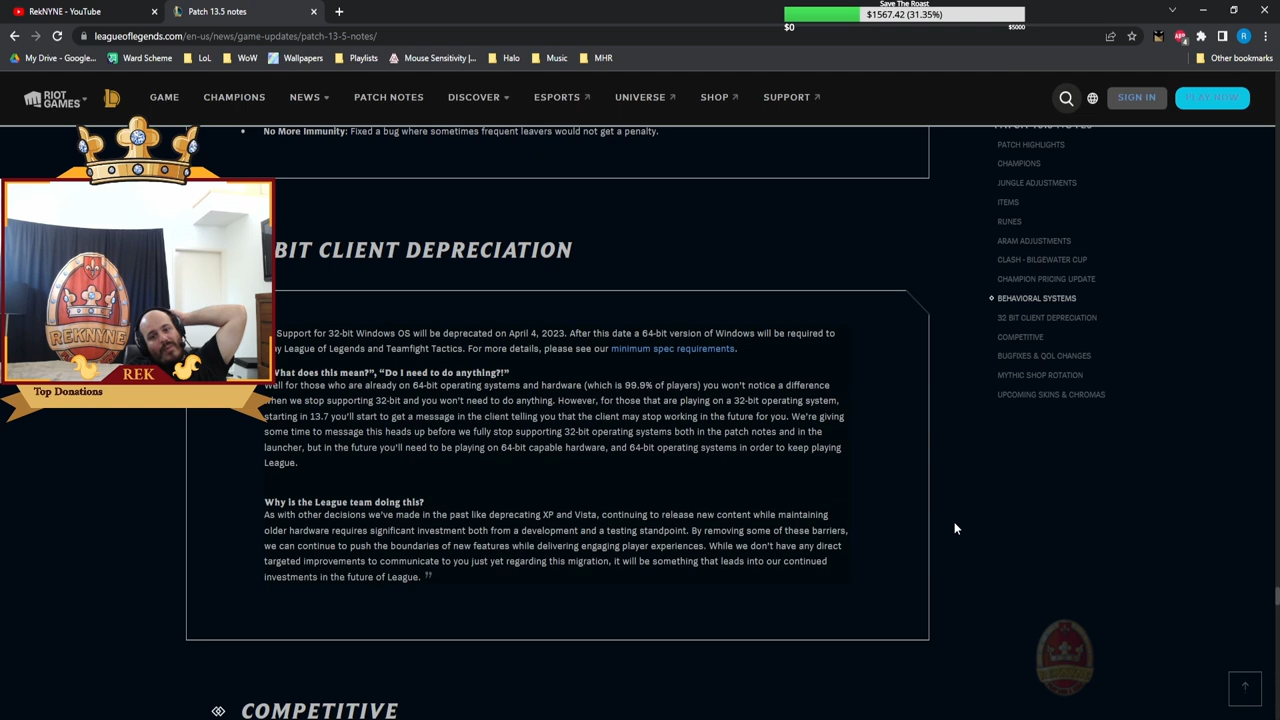 RekNYNE - YouTube
Patch 13.5 notes
Save The Roast
$1567.42 (31.35%)
$0
$5000
leagueoflegends.com/en-us/news/game-updates/patch-13-5-notes/
R
My Drive - Google...
Ward Scheme
LoL
WoW
Wallpapers
Playlists
Mouse Sensitivity |...
Halo
Music
MHR
Other bookmarks
RIOT GAMES
GAME
CHAMPIONS
NEWS
PATCH NOTES
DISCOVER
ESPORTS
UNIVERSE
SHOP
SUPPORT
SIGN IN
PLAY NOW
• No More Immunity: Fixed a bug where sometimes frequent leavers would not get a penalty.
BIT CLIENT DEPRECIATION
Support for 32-bit Windows OS will be deprecated on April 4, 2023. After this date a 64-bit version of Windows will be required to
y League of Legends and Teamfight Tactics. For more details, please see our minimum spec requirements.
hat does this mean?”, “Do I need to do anything?!”
Well for those who are already on 64-bit operating systems and hardware (which is 99.9% of players) you won’t notice a difference
when we stop supporting 32-bit and you won’t need to do anything. However, for those that are playing on a 32-bit operating system,
starting in 13.7 you’ll start to get a message in the client telling you that the client may stop working in the future for you. We’re giving
some time to message this heads up before we fully stop supporting 32-bit operating systems both in the patch notes and in the
launcher, but in the future you’ll need to be playing on 64-bit capable hardware, and 64-bit operating systems in order to keep playing
League.
Why is the League team doing this?
As with other decisions we’ve made in the past like deprecating XP and Vista, continuing to release new content while maintaining
older hardware requires significant investment both from a development and a testing standpoint. By removing some of these barriers,
we can continue to push the boundaries of new features while delivering engaging player experiences. While we don’t have any direct
targeted improvements to communicate to you just yet regarding this migration, it will be something that leads into our continued
investments in the future of League. ”
COMPETITIVE
PATCH 13.5 NOTES
PATCH HIGHLIGHTS
CHAMPIONS
JUNGLE ADJUSTMENTS
ITEMS
RUNES
ARAM ADJUSTMENTS
CLASH - BILGEWATER CUP
CHAMPION PRICING UPDATE
BEHAVIORAL SYSTEMS
32 BIT CLIENT DEPRECIATION
COMPETITIVE
BUGFIXES & QOL CHANGES
MYTHIC SHOP ROTATION
UPCOMING SKINS & CHROMAS
REKNYNE
REK
Top Donations